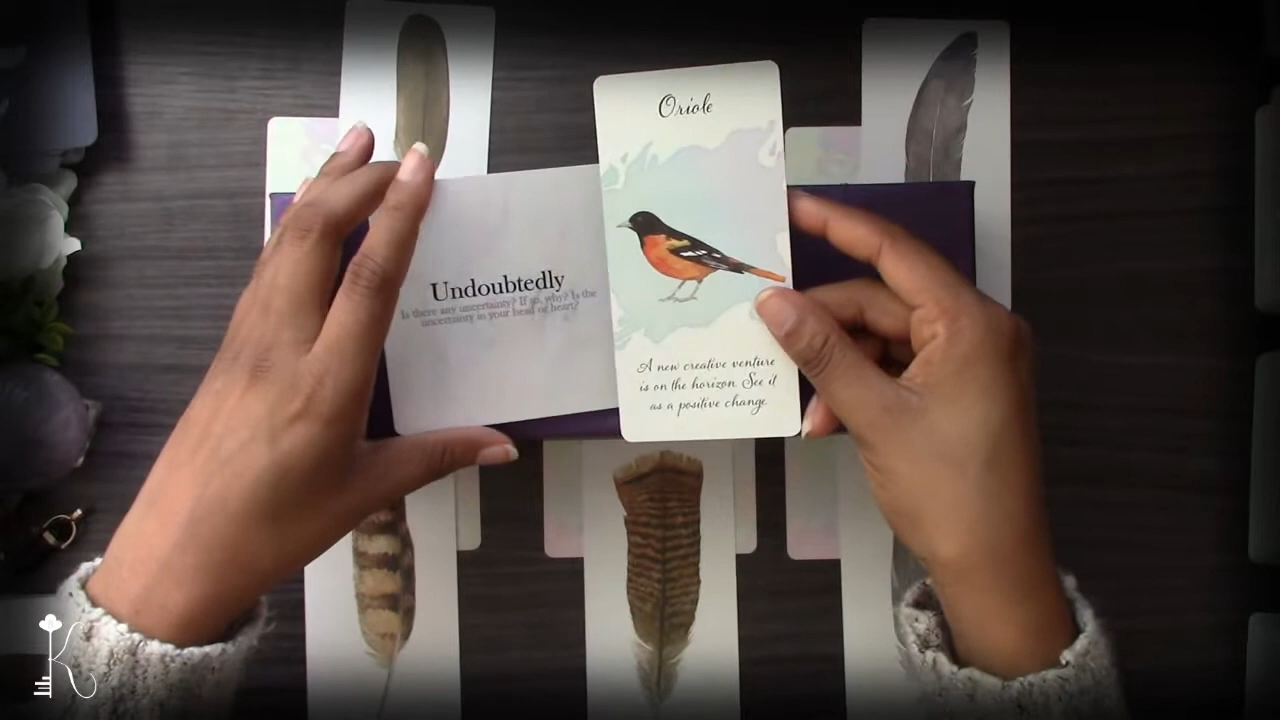 Oriole
Undoubtedly
Is there any uncertainty? If so, why? Is the
uncertainty in your head or heart?
A new creative venture
is on the horizon. See it
as a positive change.
K